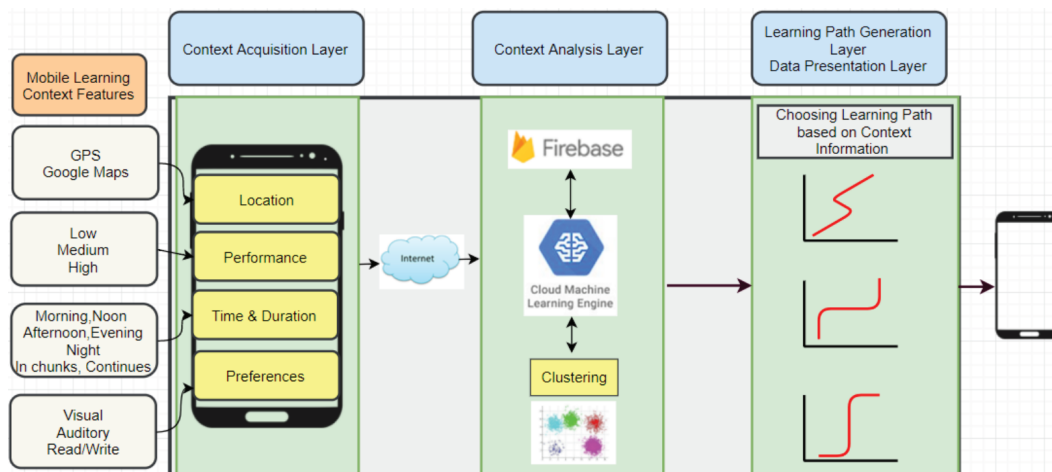 Context Acquisition Layer
Context Analysis Layer
Learning Path Generation
Layer
Data Presentation Layer
Mobile Learning
Context Features
GPS
Google Maps
Low
Medium
High
Morning,Noon
Afternoon,Evening
Night
In chunks, Continues
Visual
Auditory
Read/Write
Location
Performance
Time & Duration
Preferences
Internet
Firebase
Cloud Machine
Learning Engine
Clustering
Choosing Learning Path
based on Context
Information